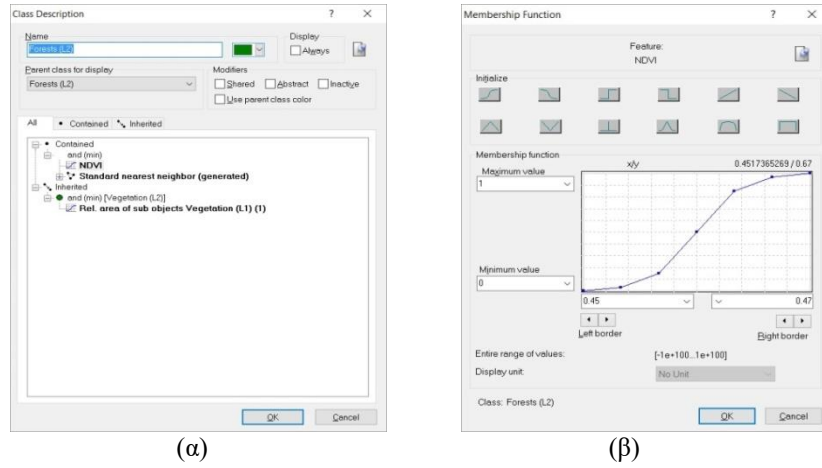 Class Description ? ×
Name
Forests (L2)
Display
Always
Parent class for display
Forests (L2)
Modifiers
Shared Abstract Inactive
Use parent class color
All Contained Inherited
Contained
and (min)
NDVI
Standard nearest neighbor (generated)
Inherited
and (min) [Vegetation (L2)]
Rel. area of sub objects Vegetation (L1) (1)
OK Cancel
(α)
Membership Function ? ×
Feature:
NDVI
Initialize
Membership function
x/y 0.4517365269 / 0.67
Maximum value
1
Minimum value
0
0.45 0.47
Left border Right border
Entire range of values: [-1e+100...1e+100]
Display unit: No Unit
Class: Forests (L2)
OK Cancel
(β)